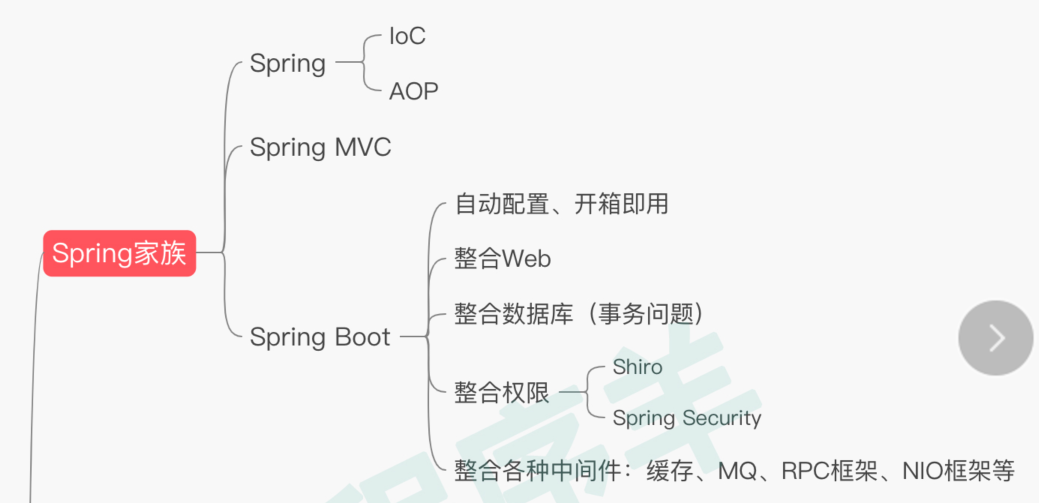 IoC
Spring
AOP
Spring MVC
自动配置、开箱即用
整合Web
Spring家族
整合数据库（事务问题）
Spring Boot
Shiro
整合权限
Spring Security
整合各种中间件：缓存、MQ、RPC框架、NIO框架等
程序羊